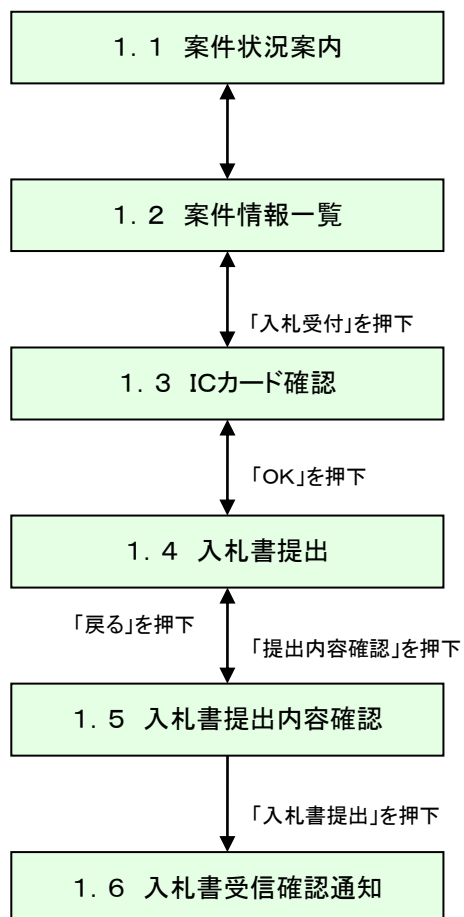 １．１ 案件状況案内
１．２ 案件情報一覧
「入札受付」を押下
１．３ ICカード確認
「OK」を押下
１．４ 入札書提出
「戻る」を押下
「提出内容確認」を押下
１．５ 入札書提出内容確認
「入札書提出」を押下
１．６ 入札書受信確認通知